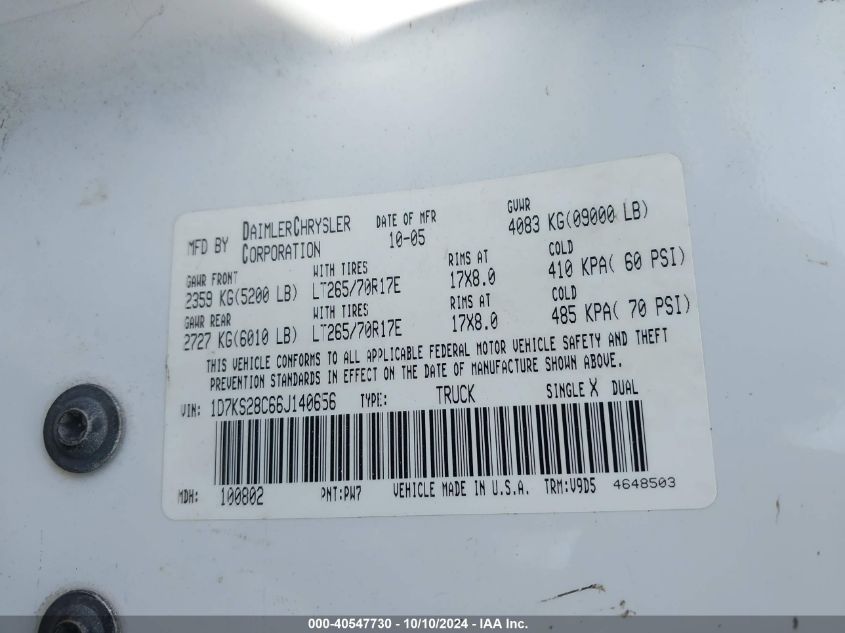 MFD BY DAIMLERCHRYSLER CORPORATION DATE OF MFR 10-05 GVWR 4083 KG(09000 LB)
GAWR FRONT WITH TIRES RIMS AT COLD
2359 KG(5200 LB) LT265/70R17E 17X8.0 410 KPA( 60 PSI)
GAWR REAR WITH TIRES RIMS AT COLD
2727 KG(6010 LB) LT265/70R17E 17X8.0 485 KPA( 70 PSI)
THIS VEHICLE CONFORMS TO ALL APPLICABLE FEDERAL MOTOR VEHICLE SAFETY AND THEFT
PREVENTION STANDARDS IN EFFECT ON THE DATE OF MANUFACTURE SHOWN ABOVE.
VIN: 1D7KS28C66J140656 TYPE: TRUCK SINGLE X DUAL
MDH: 100802 PNT:PW7 VEHICLE MADE IN U.S.A. TRM:V9D5 4648503
000-40547730 - 10/10/2024 - IAA Inc.